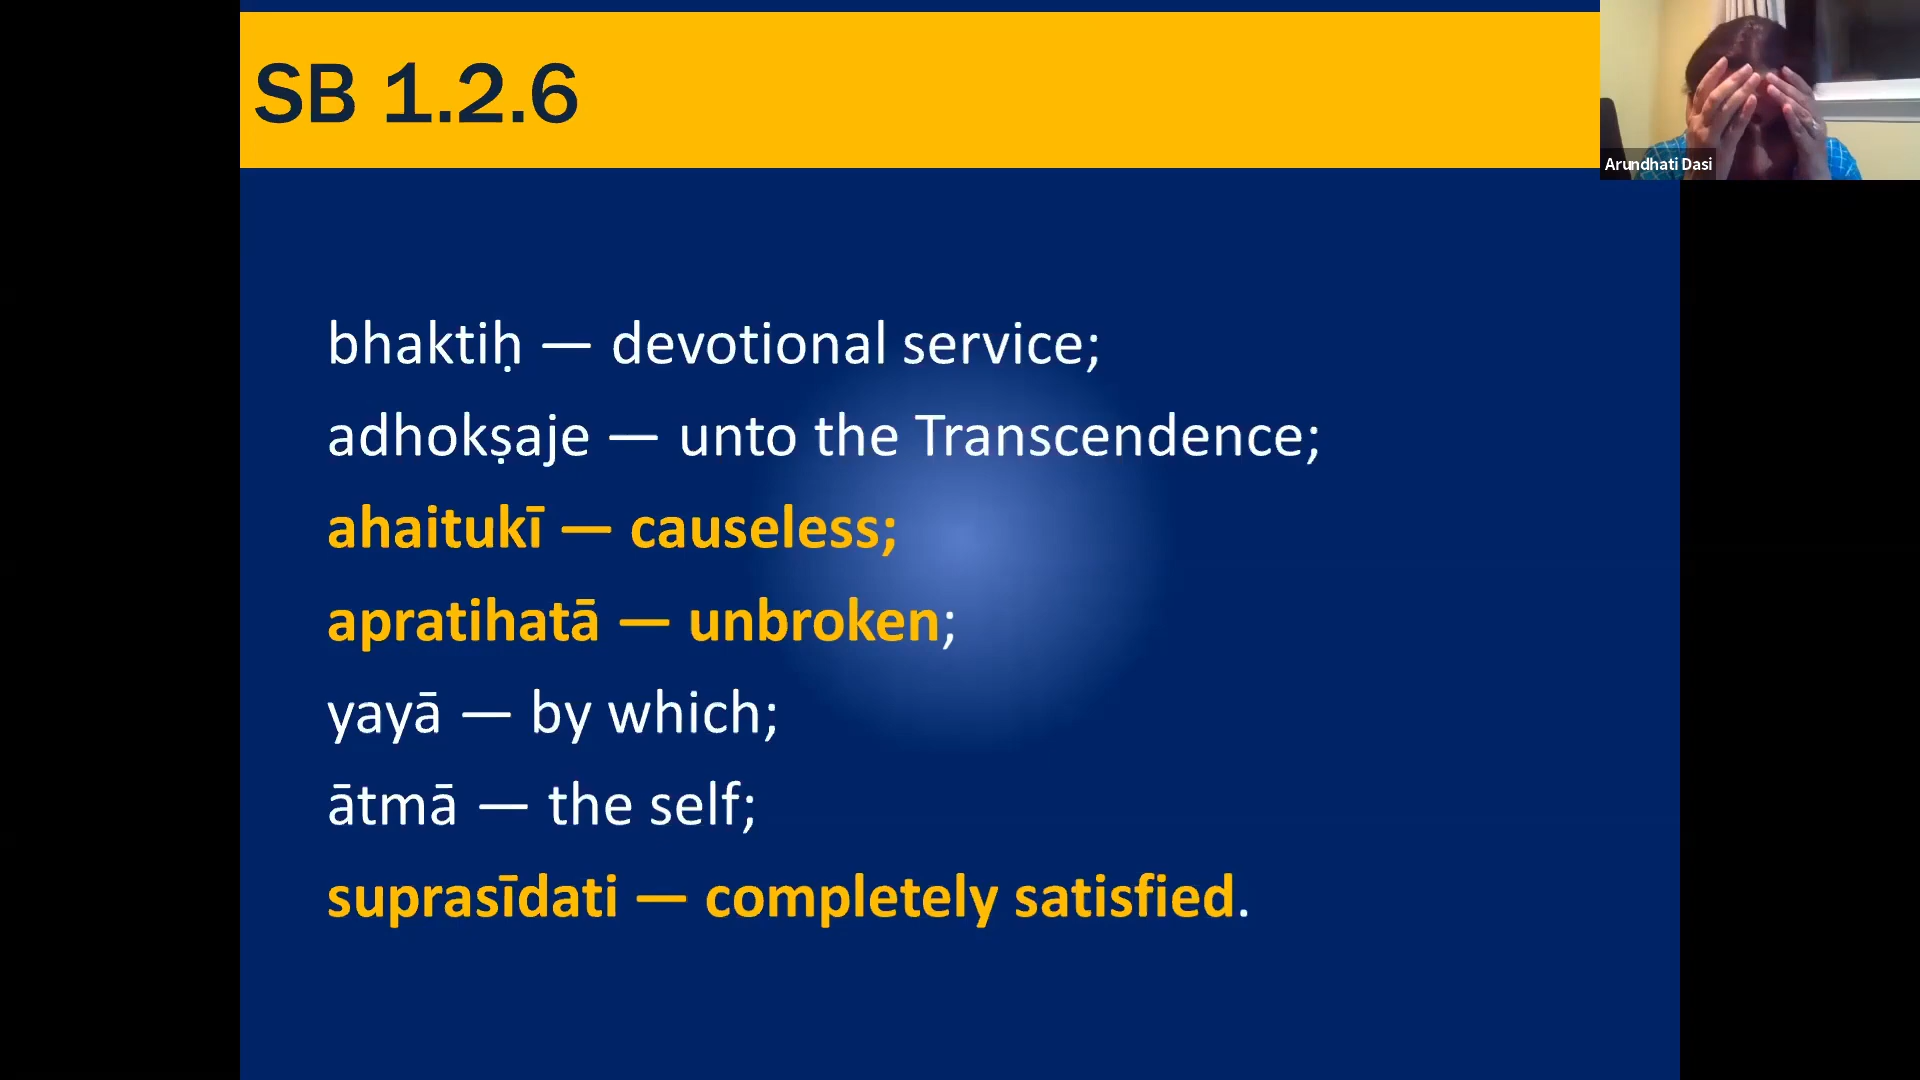 SB 1.2.6
Arundhati Dasi
bhaktiḥ — devotional service;
adhokṣaje — unto the Transcendence;
ahaitukī — causeless;
apratihatā — unbroken;
yayā — by which;
ātmā — the self;
suprasīdati — completely satisfied.